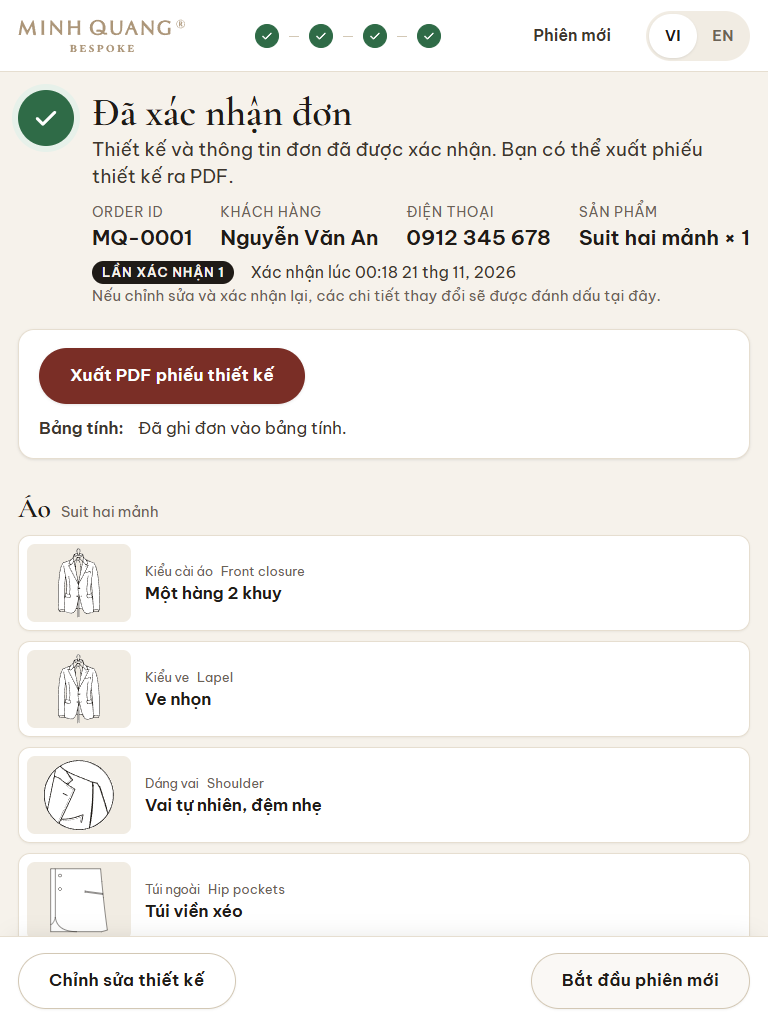 MINH QUANG®
BESPOKE
Phiên mới
VI EN
Đã xác nhận đơn
Thiết kế và thông tin đơn đã được xác nhận. Bạn có thể xuất phiếu
thiết kế ra PDF.
ORDER ID KHÁCH HÀNG ĐIỆN THOẠI SẢN PHẨM
MQ-0001 Nguyễn Văn An 0912 345 678 Suit hai mảnh × 1
LẦN XÁC NHẬN 1 Xác nhận lúc 00:18 21 thg 11, 2026
Nếu chỉnh sửa và xác nhận lại, các chi tiết thay đổi sẽ được đánh dấu tại đây.
Xuất PDF phiếu thiết kế
Bảng tính: Đã ghi đơn vào bảng tính.
Áo Suit hai mảnh
Kiểu cài áo Front closure
Một hàng 2 khuy
Kiểu ve Lapel
Ve nhọn
Dáng vai Shoulder
Vai tự nhiên, đệm nhẹ
Túi ngoài Hip pockets
Túi viền xéo
Chỉnh sửa thiết kế Bắt đầu phiên mới